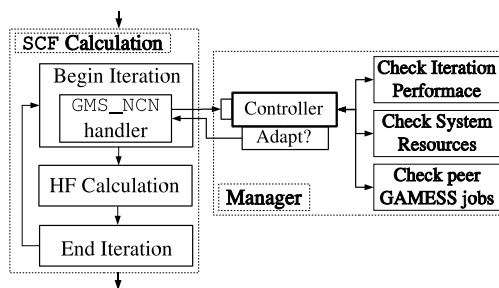 SCF Calculation
Begin Iteration
GMS_NCN
handler
HF Calculation
End Iteration
Controller
Adapt?
Manager
Check Iteration
Performace
Check System
Resources
Check peer
GAMESS jobs